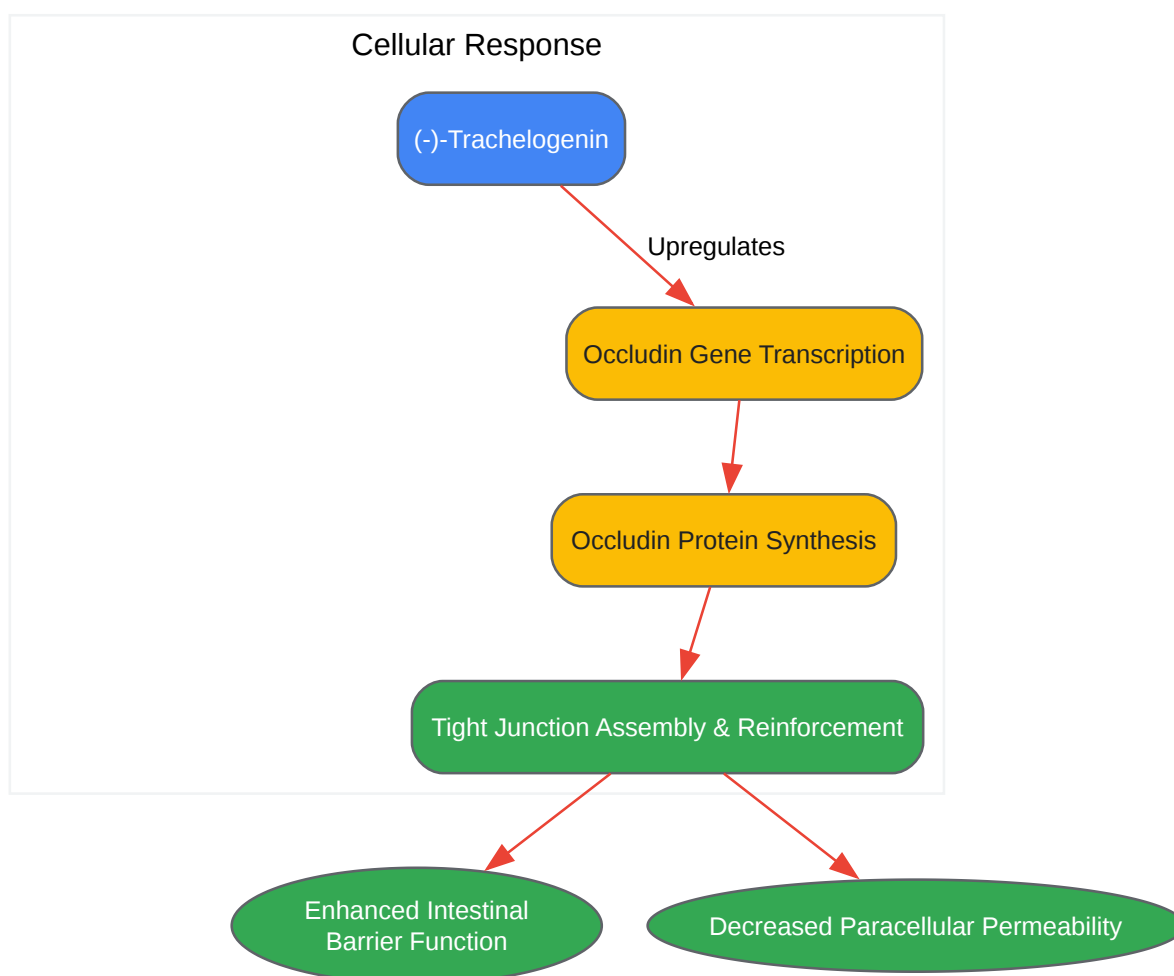 Cellular Response
(-)-Trachelogenin
Upregulates
Occludin Gene Transcription
Occludin Protein Synthesis
Tight Junction Assembly & Reinforcement
Enhanced Intestinal
Barrier Function
Decreased Paracellular Permeability